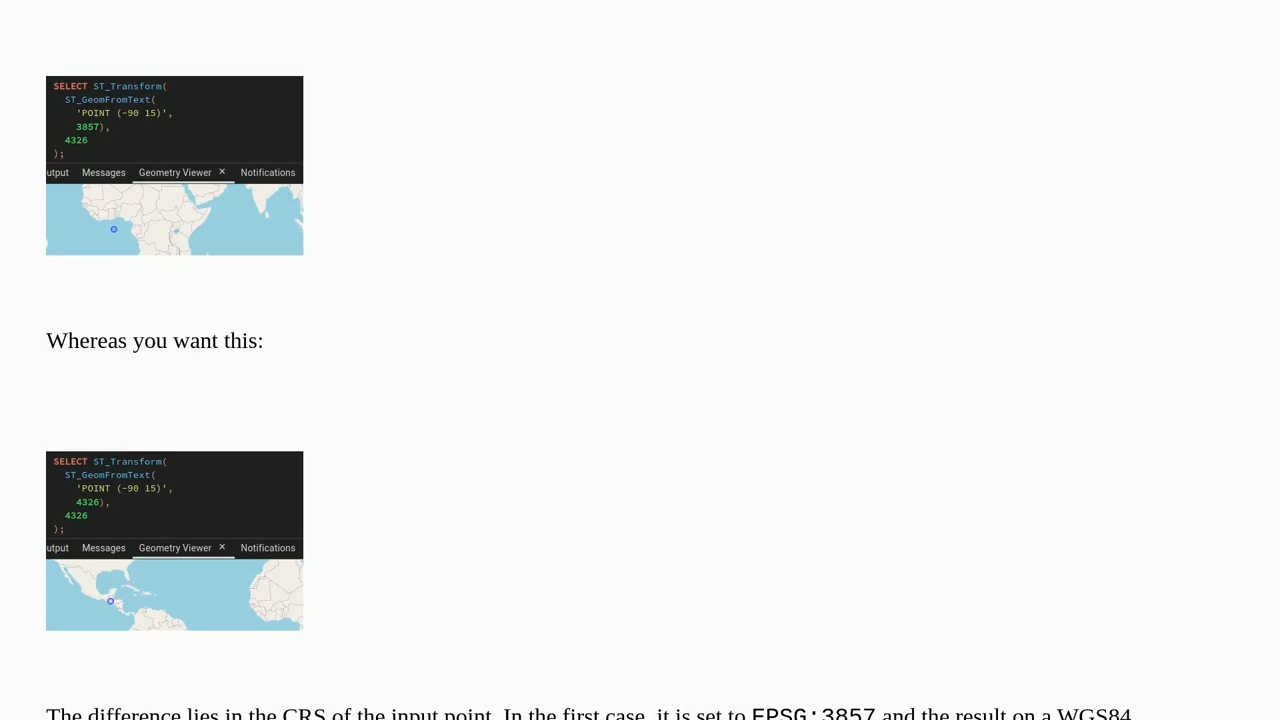 SELECT ST_Transform(
ST_GeomFromText(
'POINT (-90 15)',
3857),
4326
);
utput Messages Geometry Viewer ✕ Notifications
Whereas you want this:
SELECT ST_Transform(
ST_GeomFromText(
'POINT (-90 15)',
4326),
4326
);
utput Messages Geometry Viewer ✕ Notifications
The difference lies in the CRS of the input point. In the first case, it is set to EPSG:3857 and the result on a WGS84